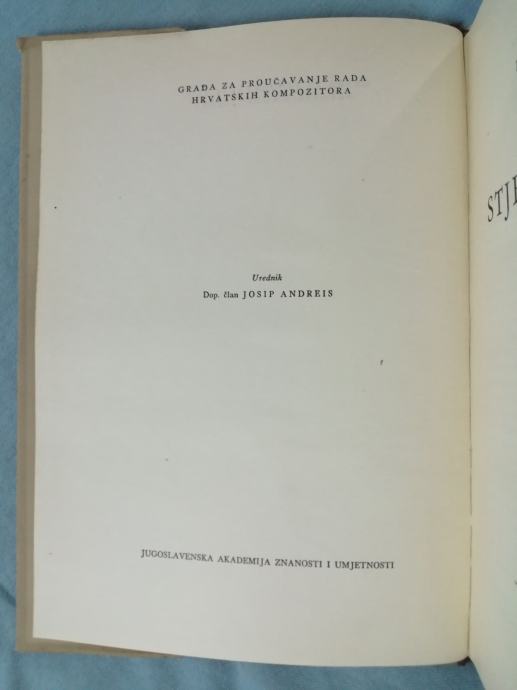 GRAĐA ZA PROUČAVANJE RADA
HRVATSKIH KOMPOZITORA
Urednik
Dop. član JOSIP ANDREIS
JUGOSLAVENSKA AKADEMIJA ZNANOSTI I UMJETNOSTI